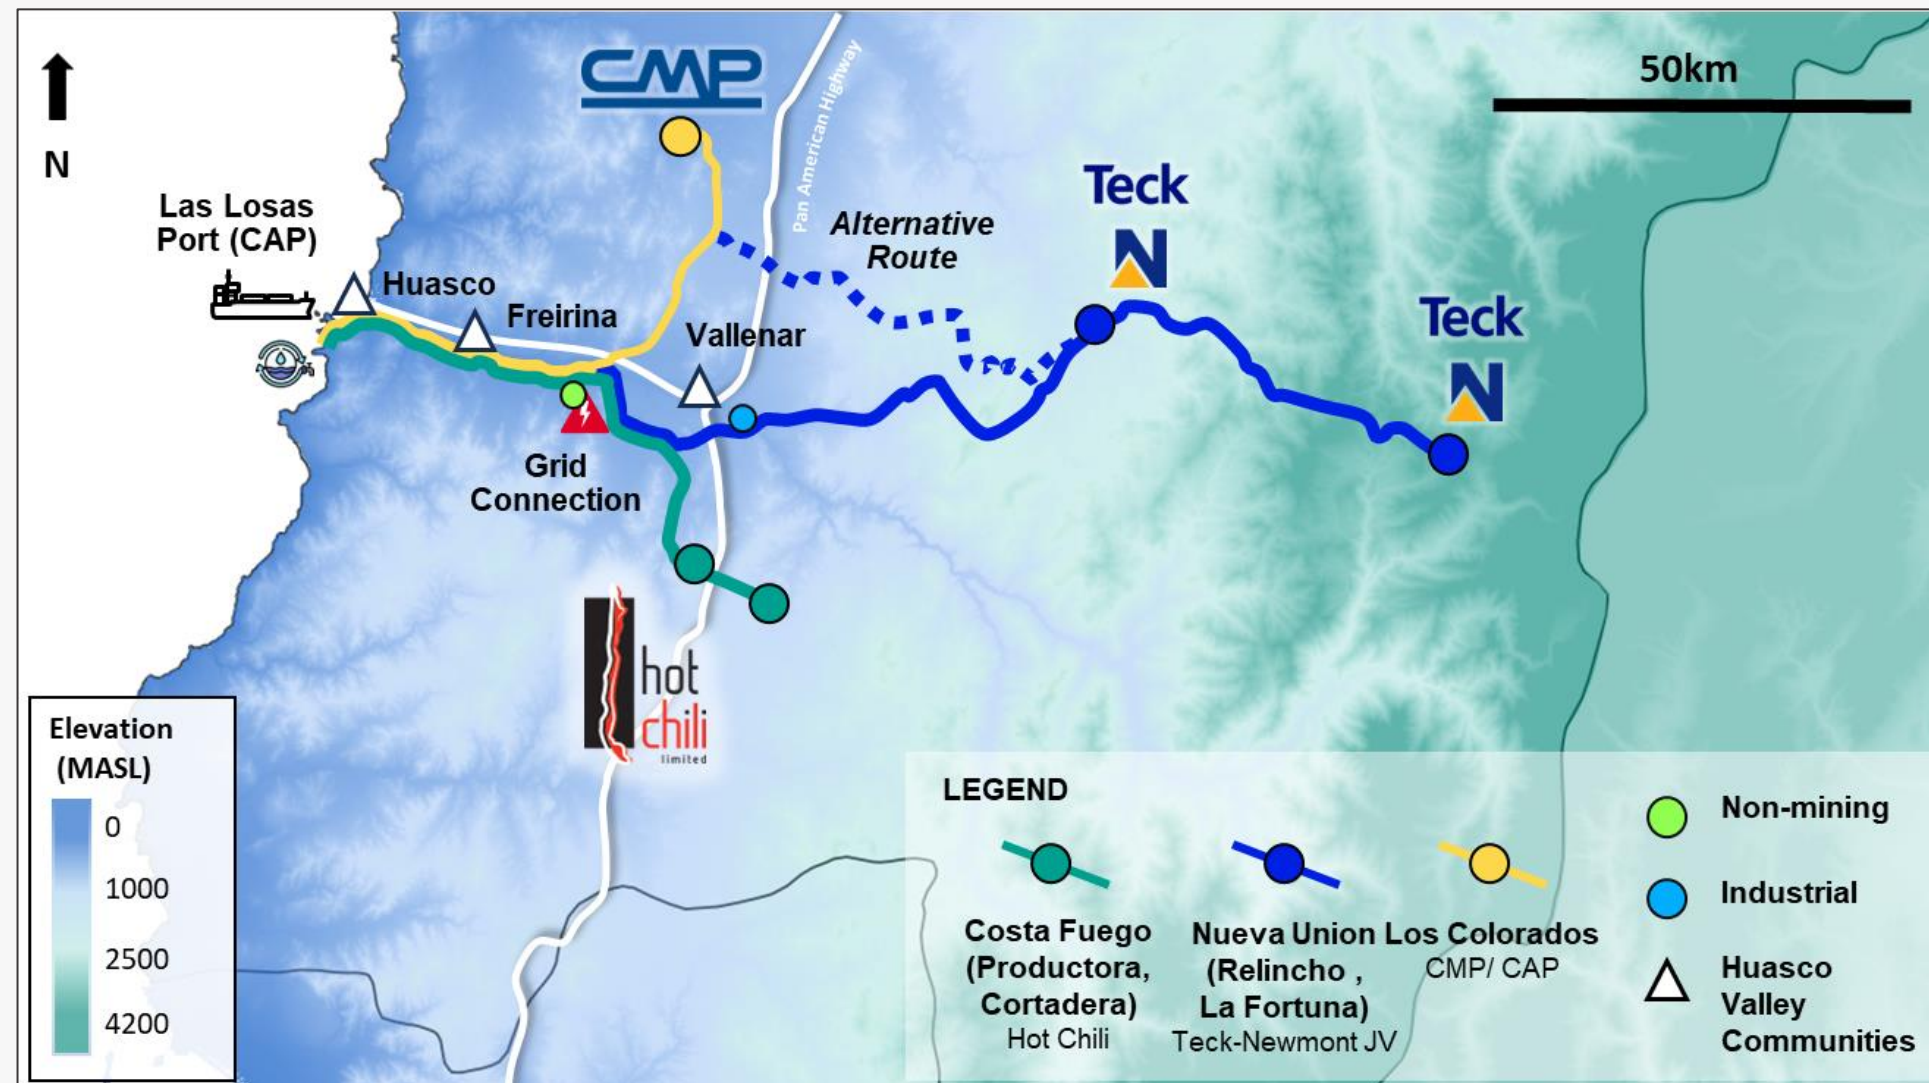 N
CMP
Pan American Highway
50km
Las Losas
Port (CAP)
Huasco
Freirina
Vallenar
Alternative
Route
Teck
N
Teck
N
Grid
Connection
hot
chili
limited
Elevation
(MASL)
0
1000
2500
4200
LEGEND
Costa Fuego
(Productora,
Cortadera)
Hot Chili
Nueva Union
(Relincho ,
La Fortuna)
Teck-Newmont JV
Los Colorados
CMP/ CAP
Non-mining
Industrial
Huasco
Valley
Communities